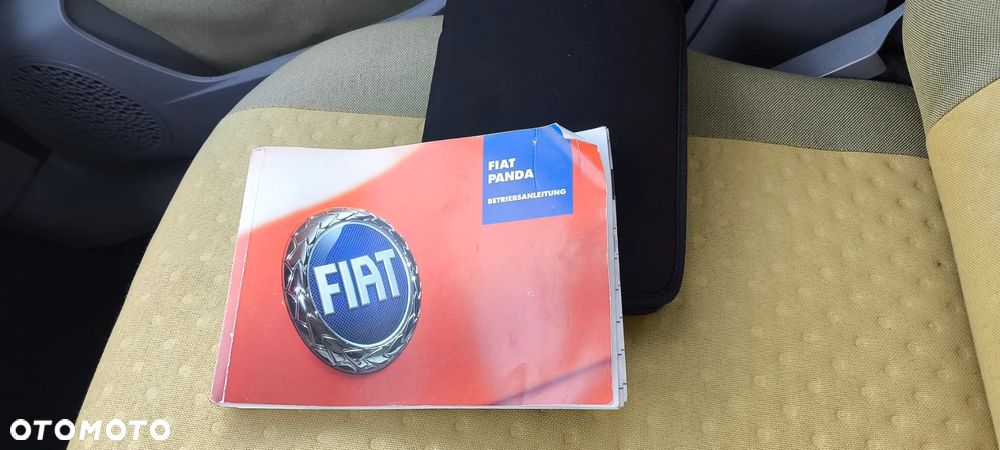 FIAT
PANDA
BETRIEBSANLEITUNG
FIAT
OTOMOTO